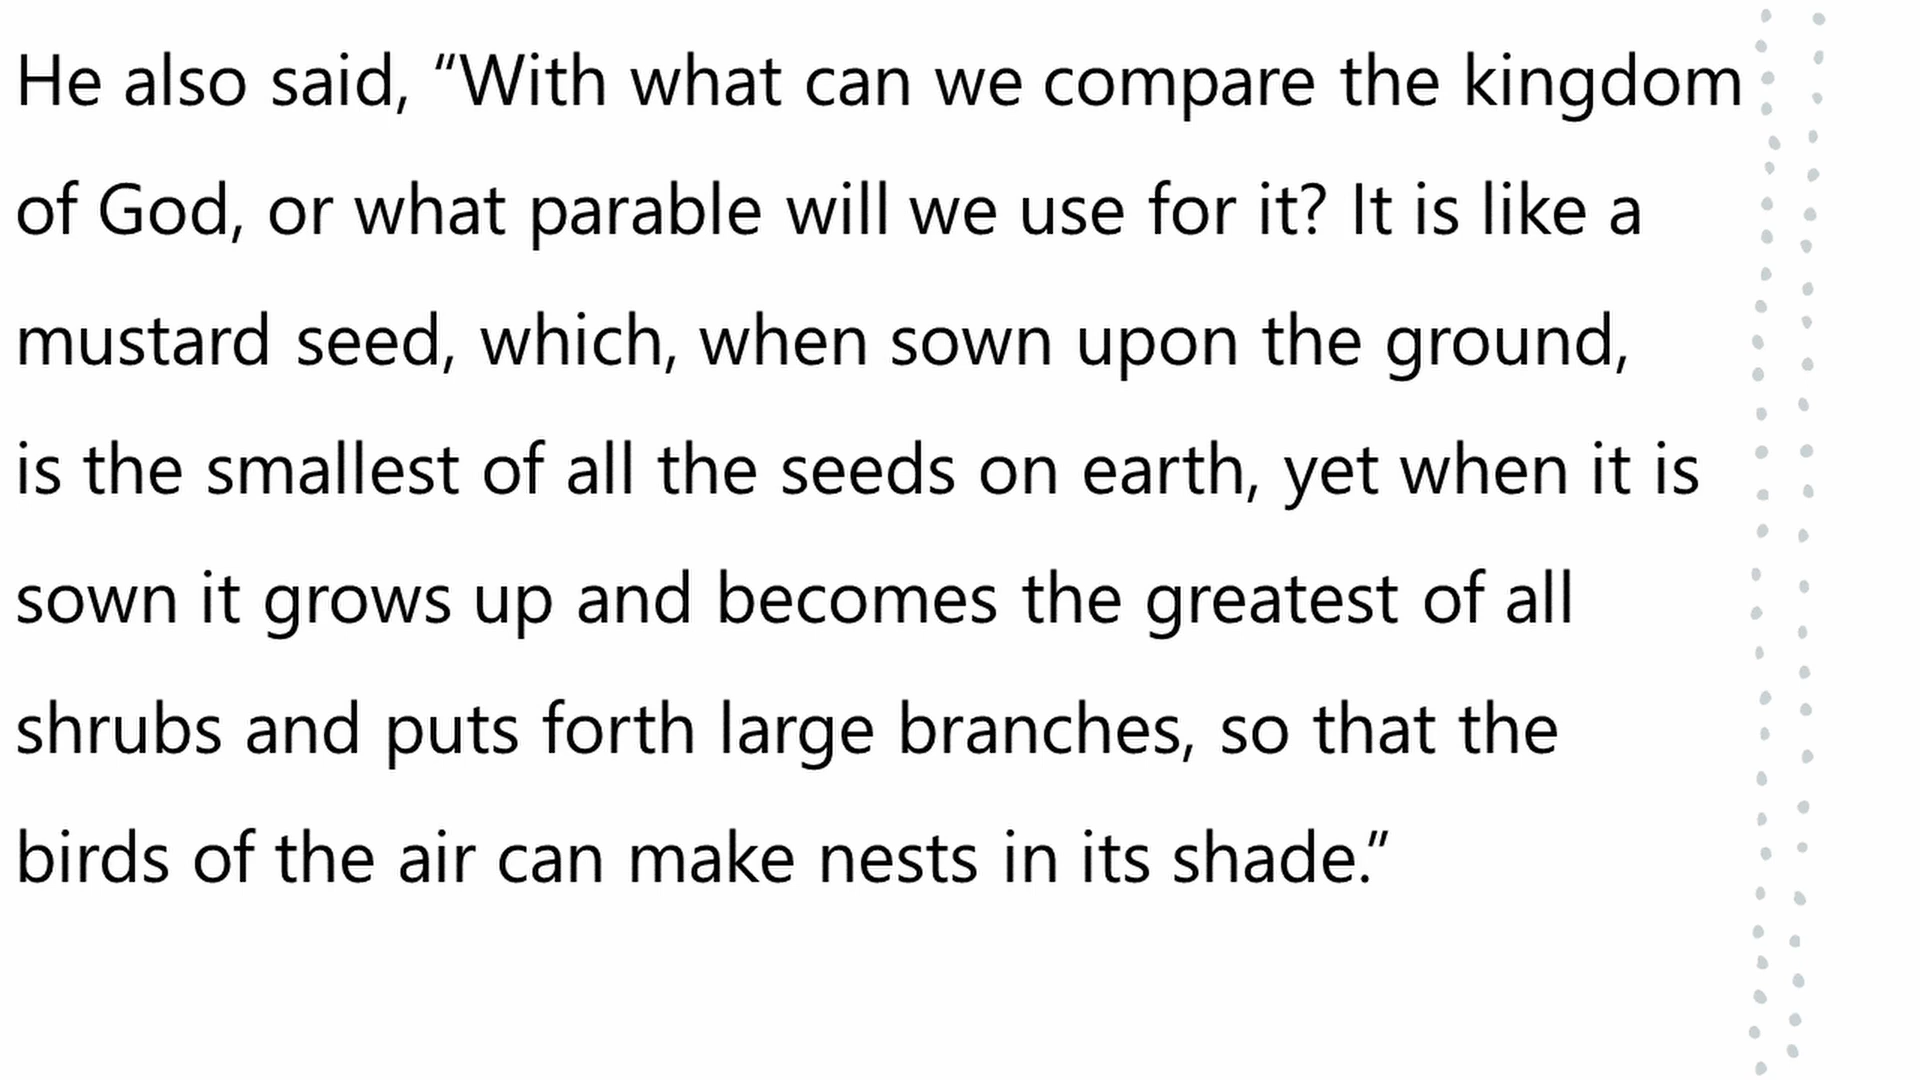 He also said, “With what can we compare the kingdom
of God, or what parable will we use for it? It is like a
mustard seed, which, when sown upon the ground,
is the smallest of all the seeds on earth, yet when it is
sown it grows up and becomes the greatest of all
shrubs and puts forth large branches, so that the
birds of the air can make nests in its shade.”